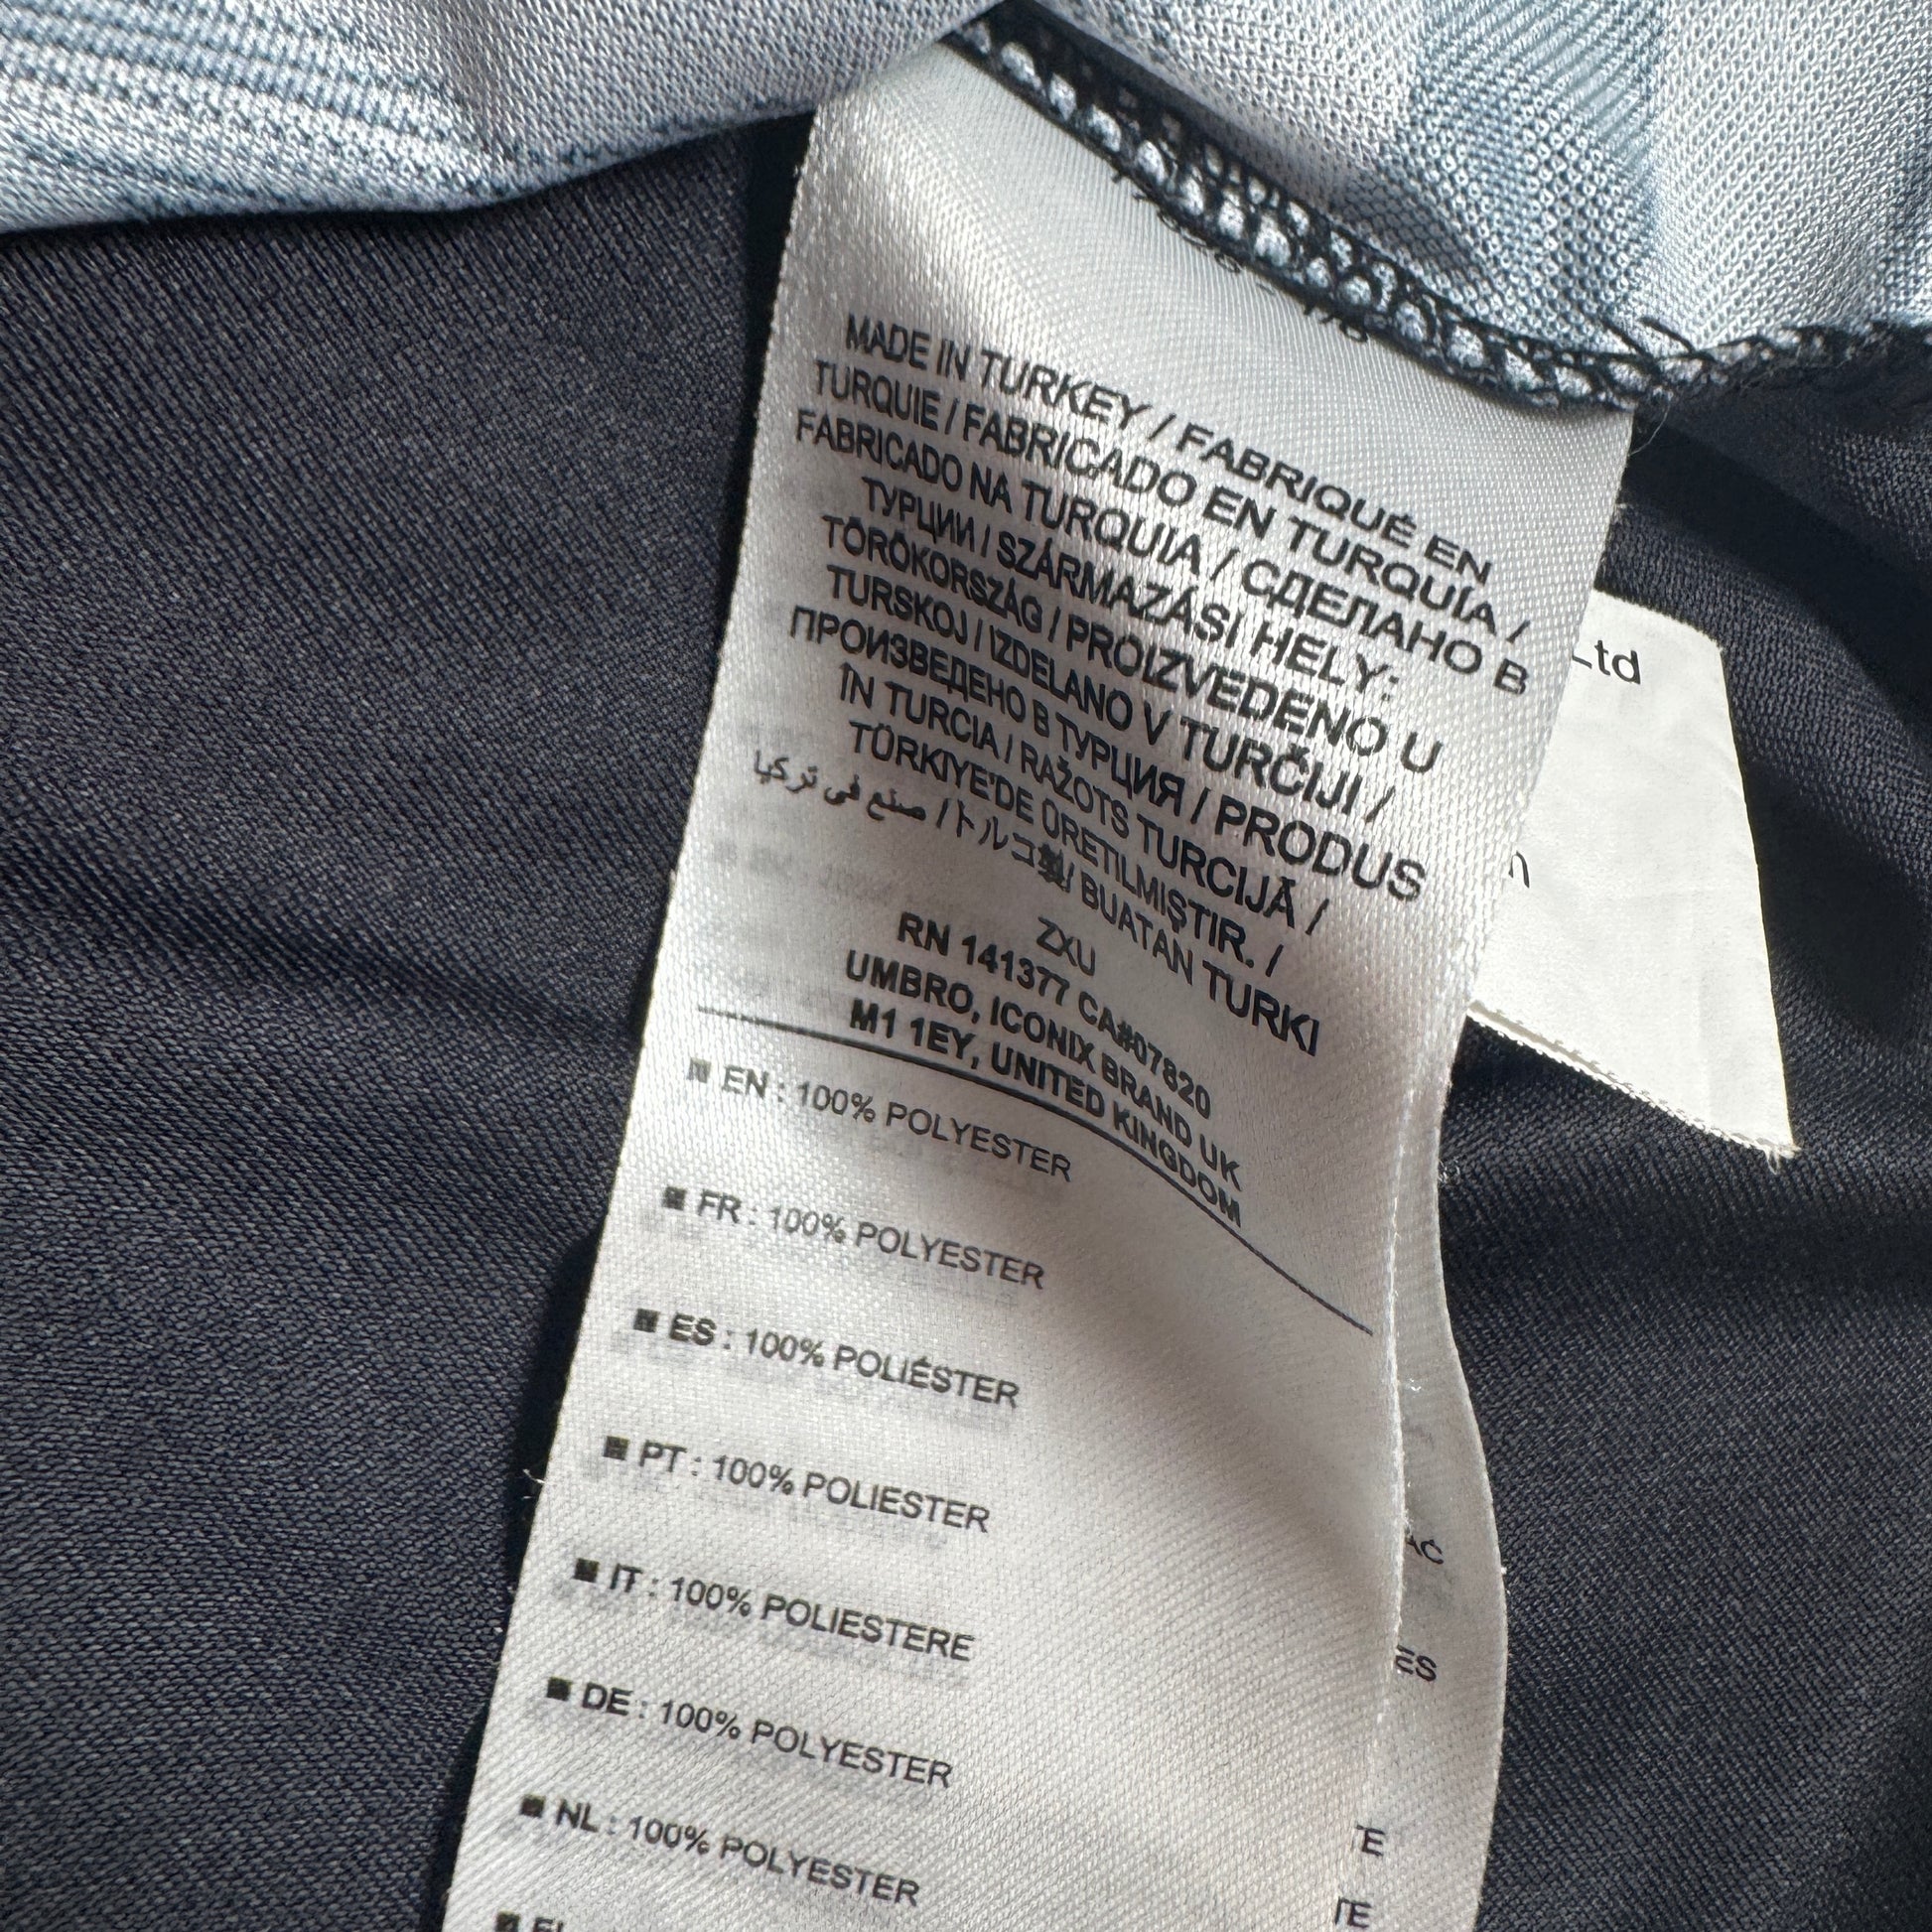 MADE IN TURKEY / FABRIQUÉ EN
TURQUIE / FABRICADO EN TURQUÍA /
FABRICADO NA TURQUIA / СДЕЛАНО В
ТУРЦИИ / SZÁRMAZÁSI HELY:
TÖRÖKORSZÁG / PROIZVEDENO U
TURSKOJ / IZDELANO V TURČIJI /
ПРОИЗВЕДЕНО В ТУРЦИЯ / PRODUS
ÎN TURCIA / RAŽOTS TURCIJĀ /
TÜRKIYE'DE ÜRETILMIŞTIR. /
صنع في تركيا / トルコ製/ BUATAN TURKI
ZXU
RN 141377 CA#07820
UMBRO, ICONIX BRAND UK
M1 1EY, UNITED KINGDOM
EN : 100% POLYESTER
FR : 100% POLYESTER
ES : 100% POLIÉSTER
PT : 100% POLIESTER
IT : 100% POLIESTERE
DE : 100% POLYESTER
NL : 100% POLYESTER
Ltd